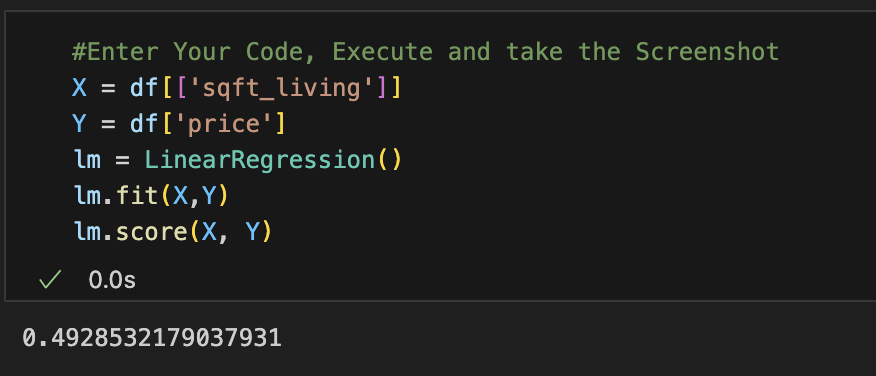 #Enter Your Code, Execute and take the Screenshot
X = df[['sqft_living']]
Y = df['price']
lm = LinearRegression()
lm.fit(X,Y)
lm.score(X, Y)
0.0s
0.4928532179037931